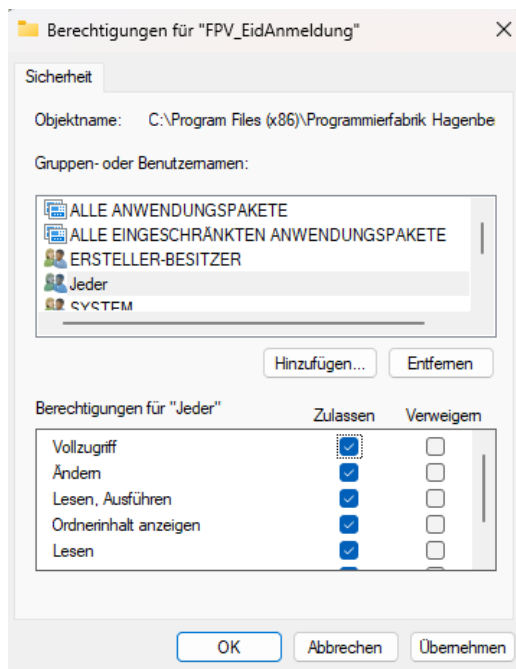 Berechtigungen für "FPV_EidAnmeldung"
Sicherheit
Objektname: C:\Program Files (x86)\Programmierfabrik Hagenbe
Gruppen- oder Benutzernamen:
ALLE ANWENDUNGSPAKETE
ALLE EINGESCHRÄNKTEN ANWENDUNGSPAKETE
ERSTELLER-BESITZER
Jeder
SYSTEM
Hinzufügen... Entfernen
Berechtigungen für "Jeder" Zulassen Verweigern
Vollzugriff
Ändern
Lesen, Ausführen
Ordnerinhalt anzeigen
Lesen
OK Abbrechen Übernehmen